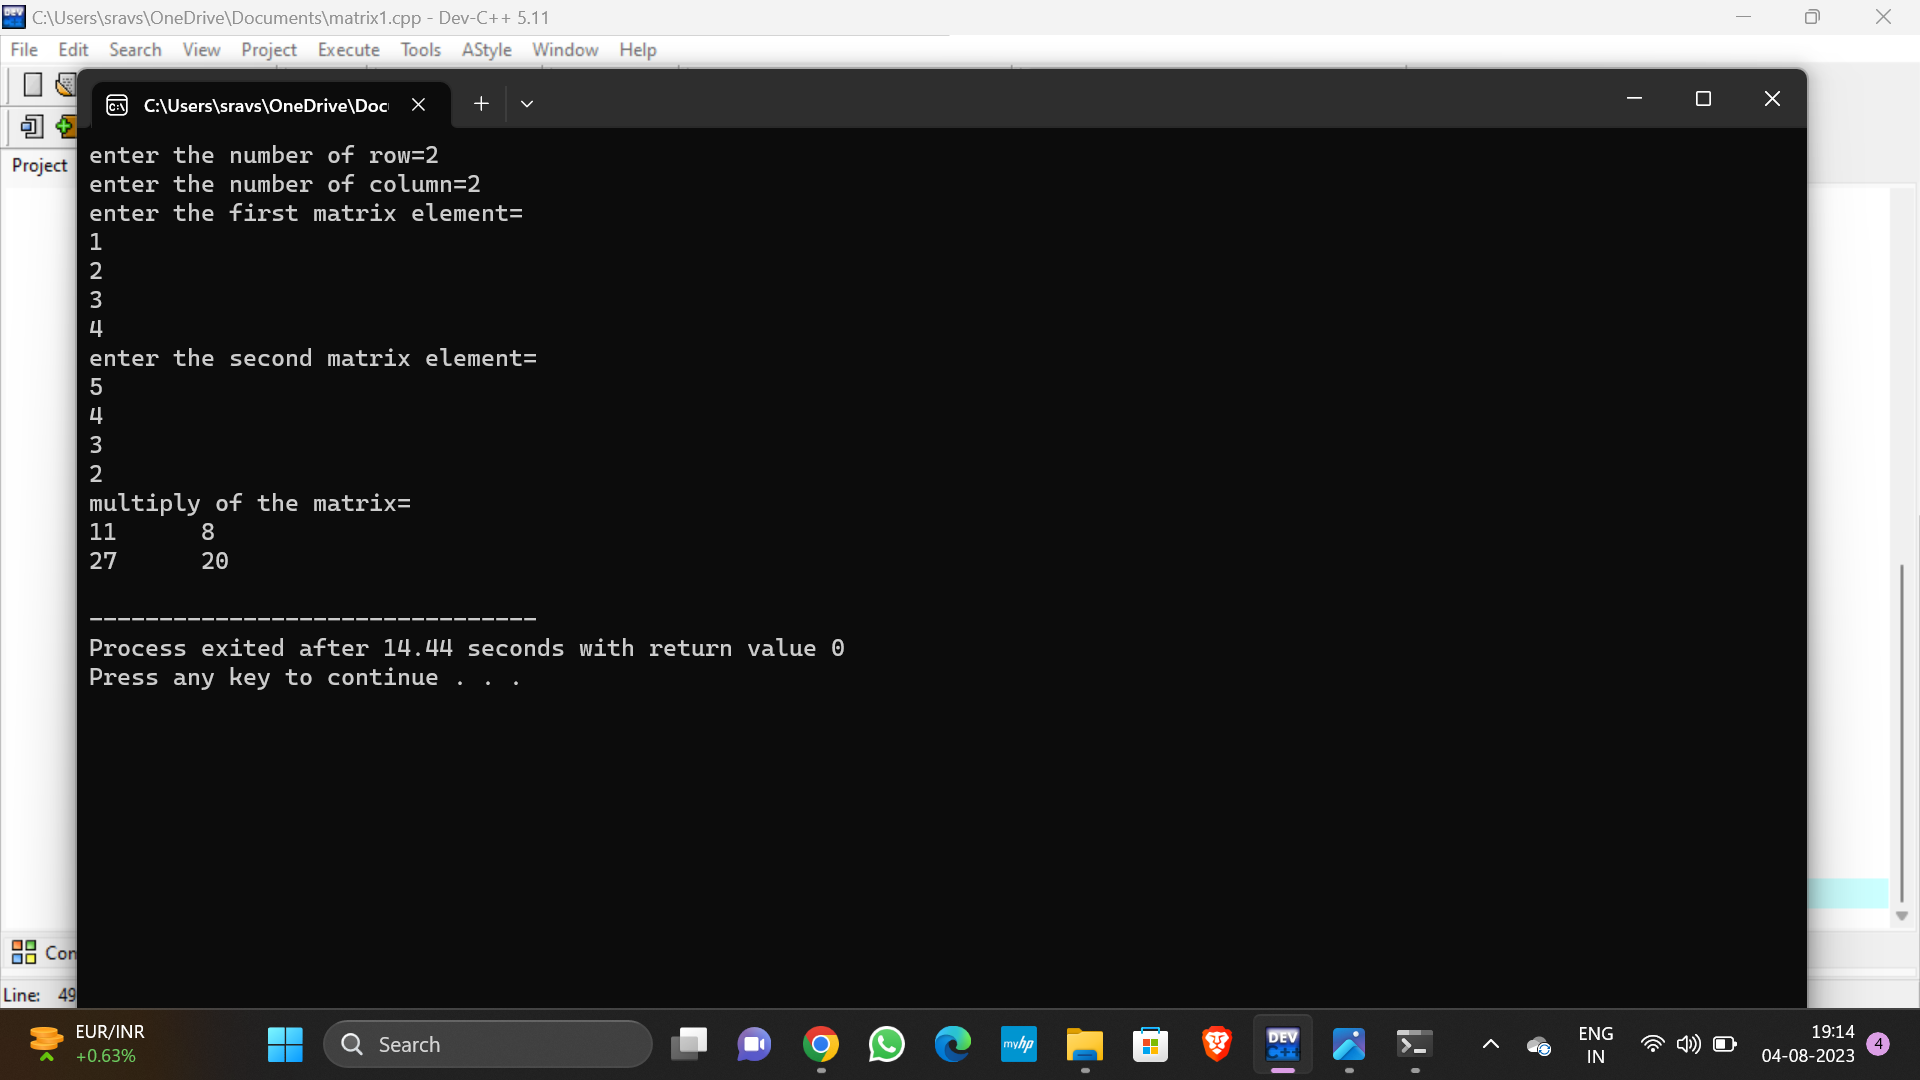 C:\Users\sravs\OneDrive\Documents\matrix1.cpp - Dev-C++ 5.11
File Edit Search View Project Execute Tools AStyle Window Help
C:\Users\sravs\OneDrive\Doc
Project
enter the number of row=2
enter the number of column=2
enter the first matrix element=
1
2
3
4
enter the second matrix element=
5
4
3
2
multiply of the matrix=
11 8
27 20
--------------------------------
Process exited after 14.44 seconds with return value 0
Press any key to continue . . .
Con
Line: 49
EUR/INR
+0.63%
Search
myhp
DEV
C++
ENG
IN
19:14
04-08-2023
4